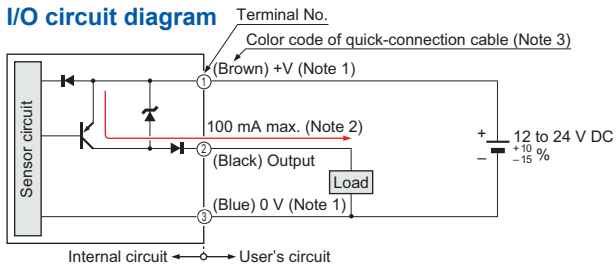 I/O circuit diagram
Terminal No.
Color code of quick-connection cable (Note 3)
Sensor circuit
1 (Brown) +V (Note 1)
100 mA max. (Note 2)
2
(Black) Output
Load
3 (Blue) 0 V (Note 1)
+
–
12 to 24 V DC
+10
–15 %
Internal circuit
User's circuit